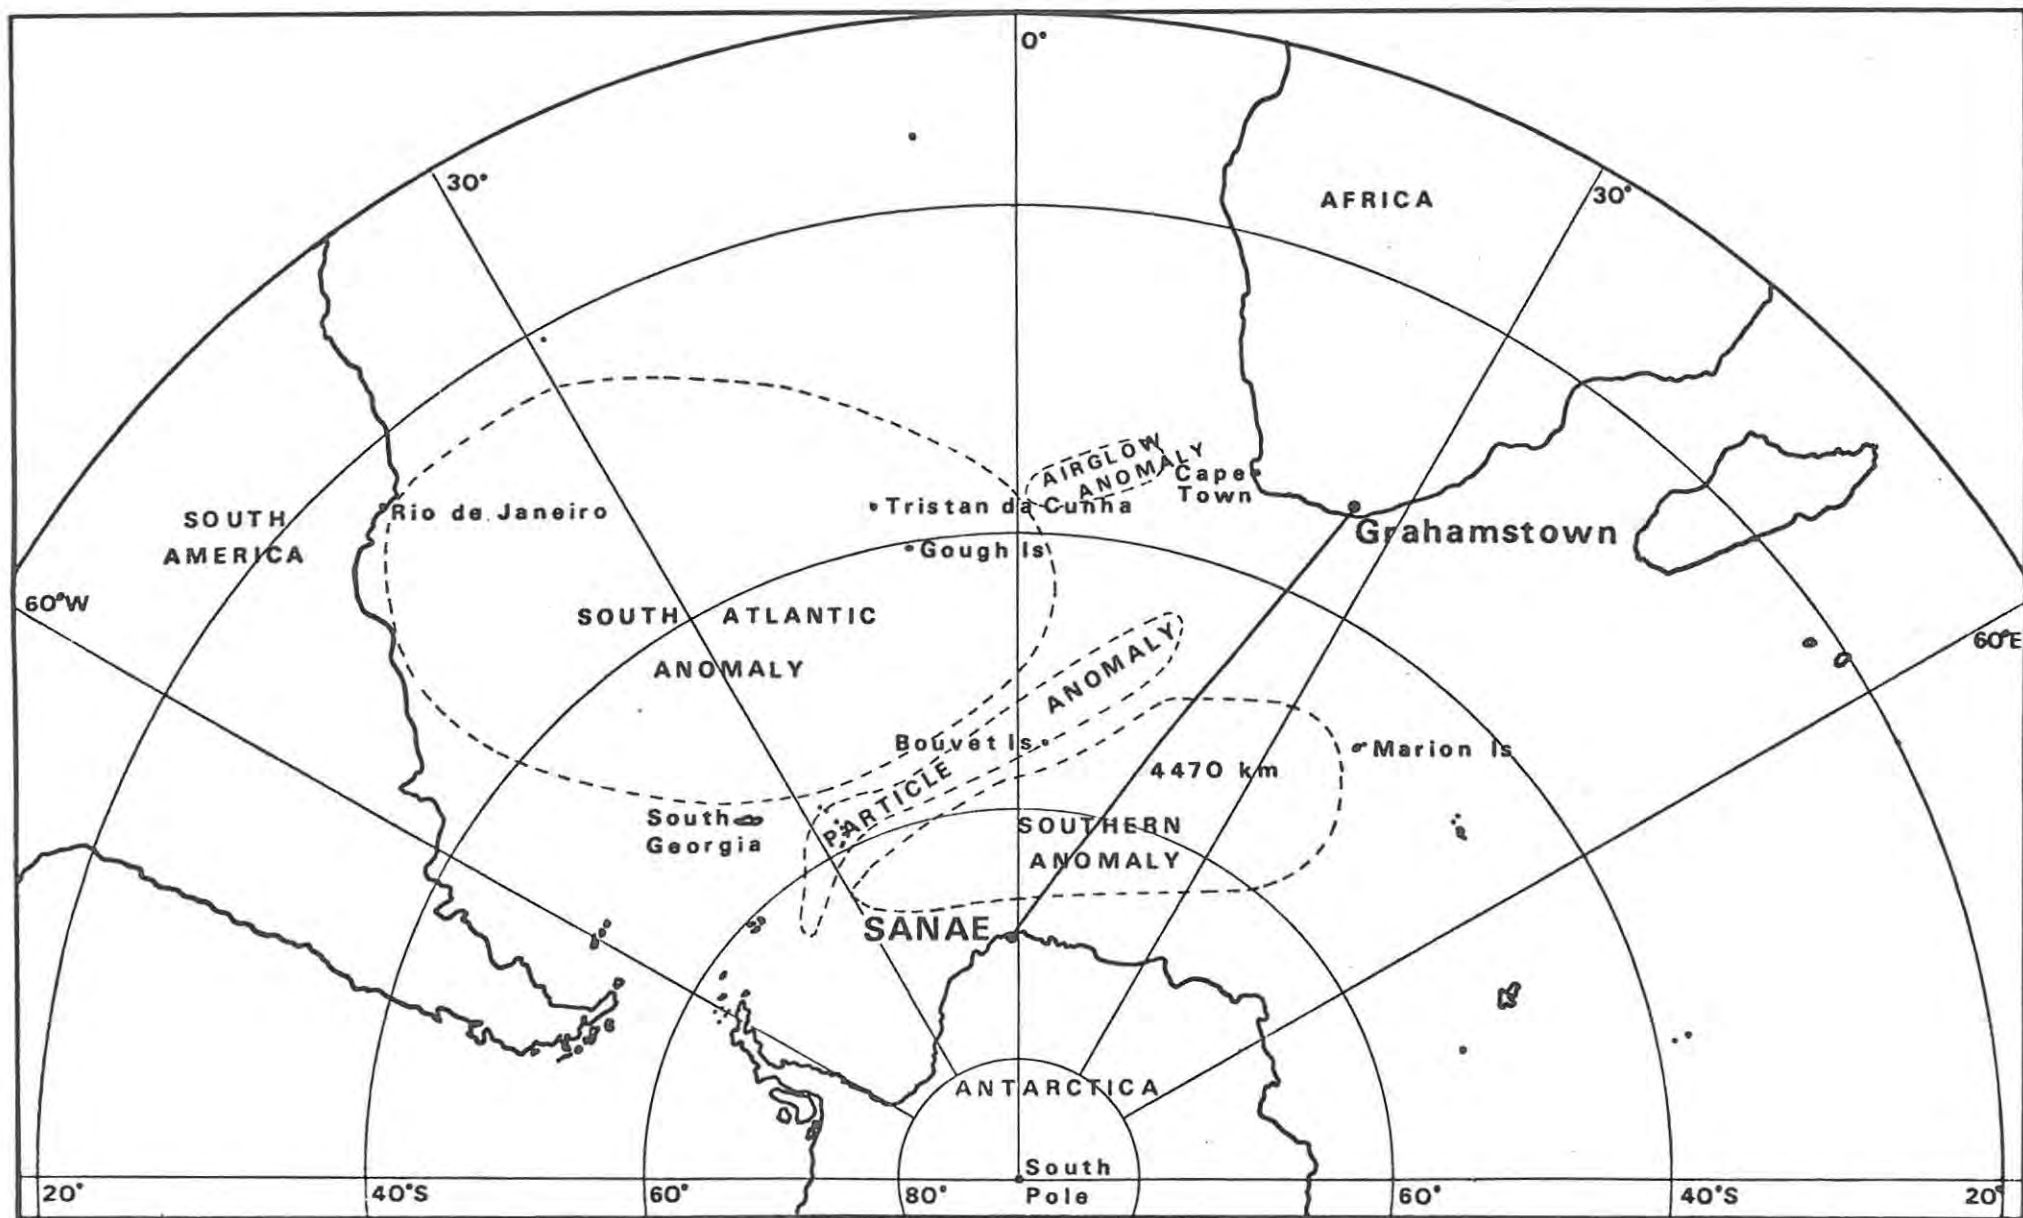 0°
30°
AFRICA
30°
AIRGLOW
ANOMALY
Cape
Town
Tristan da Cunha
Rio de Janeiro
SOUTH
AMERICA
Grahamstown
Gough Is
60°W
SOUTH ATLANTIC
ANOMALY
60°E
PARTICLE ANOMALY
Bouvet Is
Marion Is
4470 km
South
Georgia
SOUTHERN
ANOMALY
SANAE
ANTARCTICA
South
Pole
20° 40°S 60° 80° 60° 40°S 20°